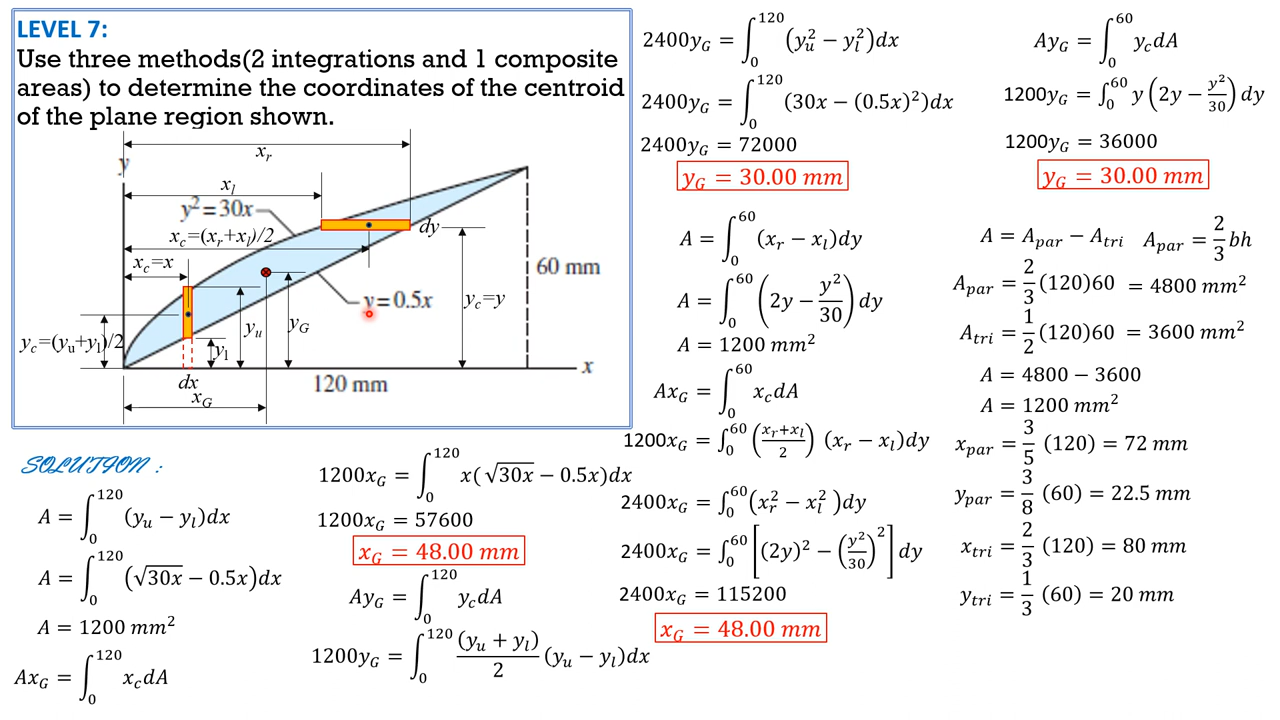 LEVEL 7:
Use three methods(2 integrations and 1 composite
areas) to determine the coordinates of the centroid
of the plane region shown.
x_r
y
x_l
y² = 30x
x_c=(x_r+x_l)/2
dy
x_c=x
60 mm
y = 0.5x
y_c=y
y_c=(y_u+y_l)/2
y_u
y_G
y_l
x
dx
120 mm
x_G
SOLUTION :
A = ∫_0^120 (y_u − y_l)dx
A = ∫_0^120 (√30x − 0.5x)dx
A = 1200 mm²
Ax_G = ∫_0^120 x_c dA
1200x_G = ∫_0^120 x(√30x − 0.5x)dx
1200x_G = 57600
x_G = 48.00 mm
Ay_G = ∫_0^120 y_c dA
1200y_G = ∫_0^120 (y_u + y_l)/2 (y_u − y_l)dx
2400y_G = ∫_0^120 (y_u² − y_l²)dx
2400y_G = ∫_0^120 (30x − (0.5x)²)dx
2400y_G = 72000
y_G = 30.00 mm
A = ∫_0^60 (x_r − x_l)dy
A = ∫_0^60 (2y − y²/30) dy
A = 1200 mm²
Ax_G = ∫_0^60 x_c dA
1200x_G = ∫_0^60 ((x_r+x_l)/2) (x_r − x_l)dy
2400x_G = ∫_0^60 (x_r² − x_l²)dy
2400x_G = ∫_0^60 [(2y)² − (y²/30)²] dy
2400x_G = 115200
x_G = 48.00 mm
Ay_G = ∫_0^60 y_c dA
1200y_G = ∫_0^60 y (2y − y²/30) dy
1200y_G = 36000
y_G = 30.00 mm
A = A_par − A_tri A_par = 2/3 bh
A_par = 2/3 (120)60 = 4800 mm²
A_tri = 1/2 (120)60 = 3600 mm²
A = 4800 − 3600
A = 1200 mm²
x_par = 3/5 (120) = 72 mm
y_par = 3/8 (60) = 22.5 mm
x_tri = 2/3 (120) = 80 mm
y_tri = 1/3 (60) = 20 mm